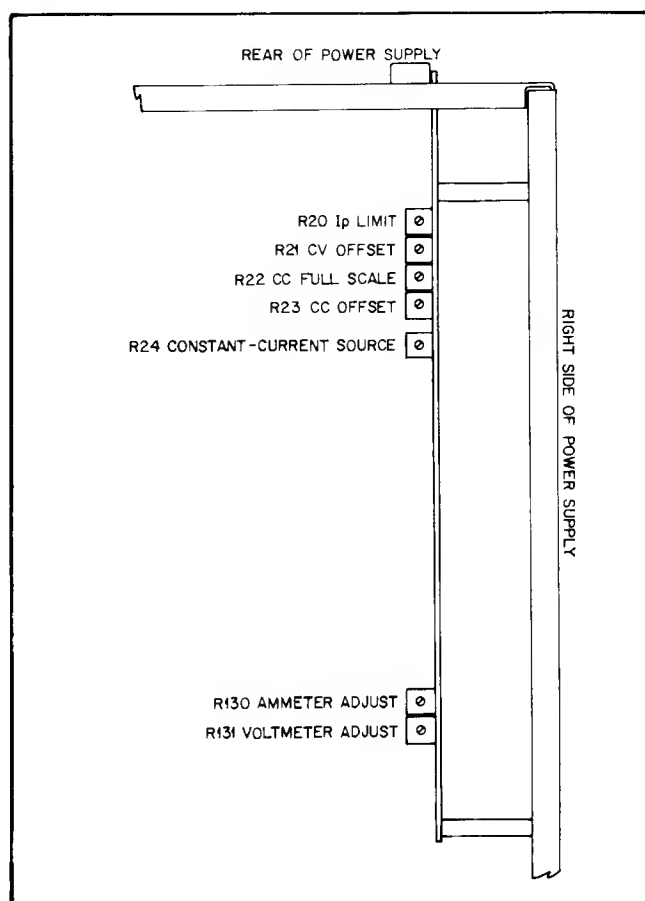 REAR OF POWER SUPPLY
R20 Ip LIMIT
R21 CV OFFSET
R22 CC FULL SCALE
R23 CC OFFSET
R24 CONSTANT-CURRENT SOURCE
RIGHT SIDE OF POWER SUPPLY
R130 AMMETER ADJUST
R131 VOLTMETER ADJUST